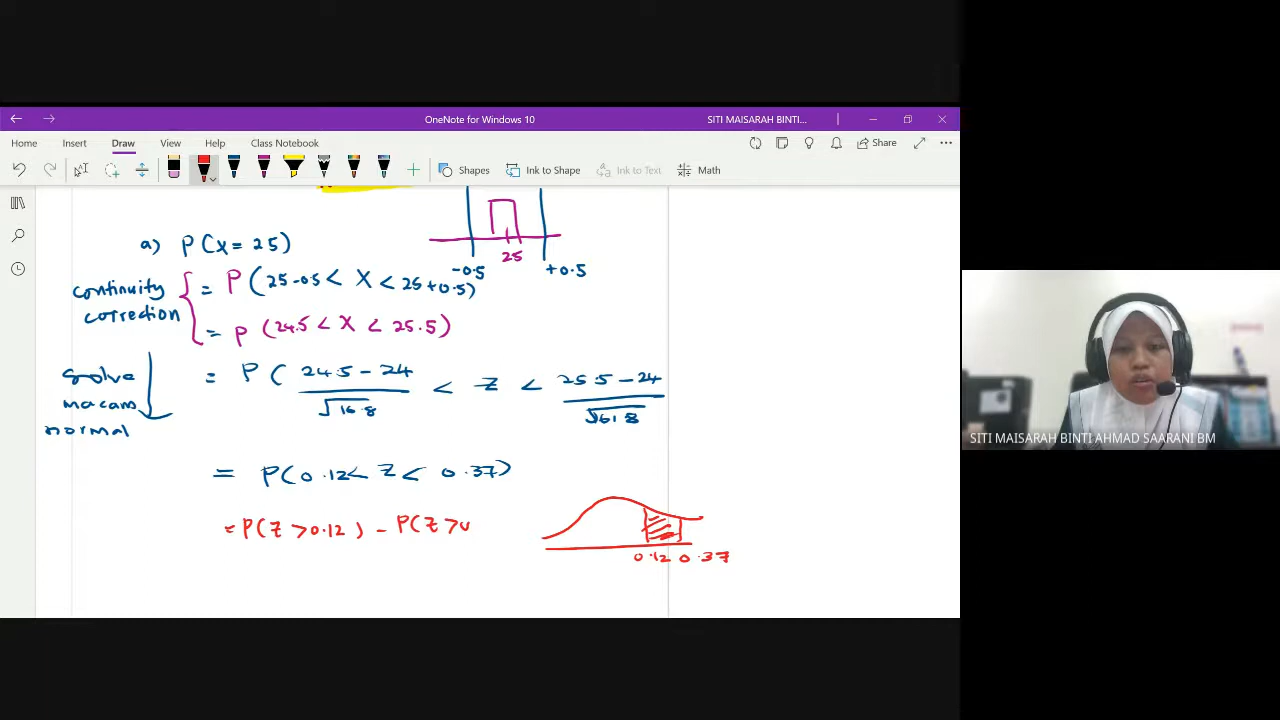 OneNote for Windows 10
SITI MAISARAH BINTI...
Home Insert Draw View Help Class Notebook
Share
Shapes Ink to Shape Ink to Text Math
a) P(X = 25)
25
-0.5 +0.5
continuity correction
= P(25 - 0.5 < X < 25 + 0.5)
= P(24.5 < X < 25.5)
solve macam normal
= P( 24.5 - 24 / √16.8 < Z < 25.5 - 24 / √16.8
= P(0.12 < Z < 0.37)
= P(Z > 0.12) - P(Z > 0
0.12 0.37
SITI MAISARAH BINTI AHMAD SAARANI BM